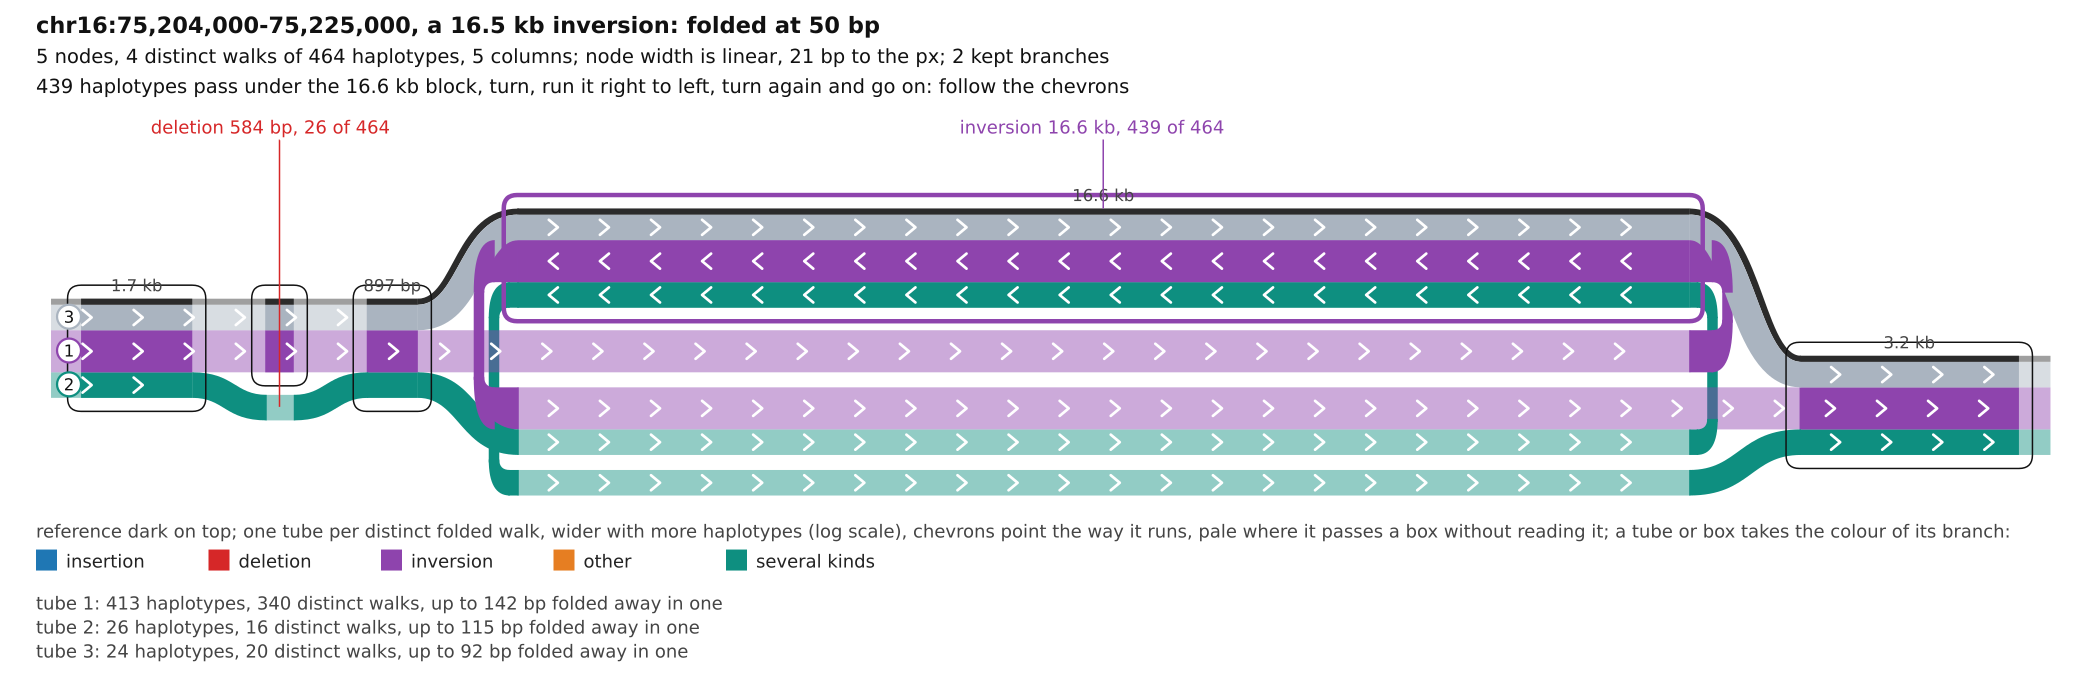 chr16:75,204,000-75,225,000, a 16.5 kb inversion: folded at 50 bp
5 nodes, 4 distinct walks of 464 haplotypes, 5 columns; node width is linear, 21 bp to the px; 2 kept branches
439 haplotypes pass under the 16.6 kb block, turn, run it right to left, turn again and go on: follow the chevrons
deletion 584 bp, 26 of 464
inversion 16.6 kb, 439 of 464
16.6 kb
1.7 kb
897 bp
3
1
2
3.2 kb
reference dark on top; one tube per distinct folded walk, wider with more haplotypes (log scale), chevrons point the way it runs, pale where it passes a box without reading it; a tube or box takes the colour of its branch:
insertion
deletion
inversion
other
several kinds
tube 1: 413 haplotypes, 340 distinct walks, up to 142 bp folded away in one
tube 2: 26 haplotypes, 16 distinct walks, up to 115 bp folded away in one
tube 3: 24 haplotypes, 20 distinct walks, up to 92 bp folded away in one